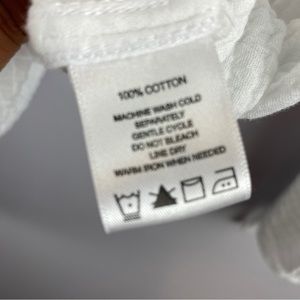 100% COTTON
MACHINE WASH COLD
SEPARATELY
GENTLE CYCLE
DO NOT BLEACH
LINE DRY
WARM IRON WHEN NEEDED